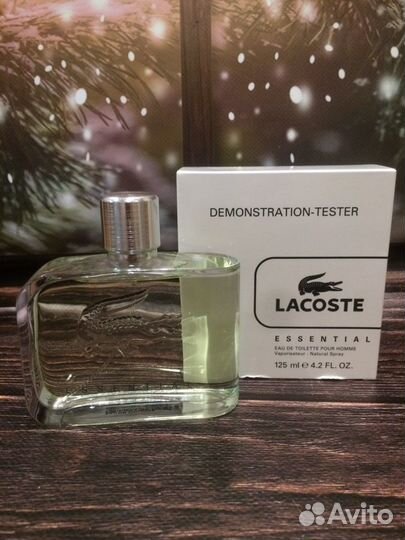 DEMONSTRATION-TESTER
LACOSTE
ESSENTIAL
EAU DE TOILETTE POUR HOMME
Vaporisateur : Natural Spray
125 ml e 4.2 FL. OZ.
Avito